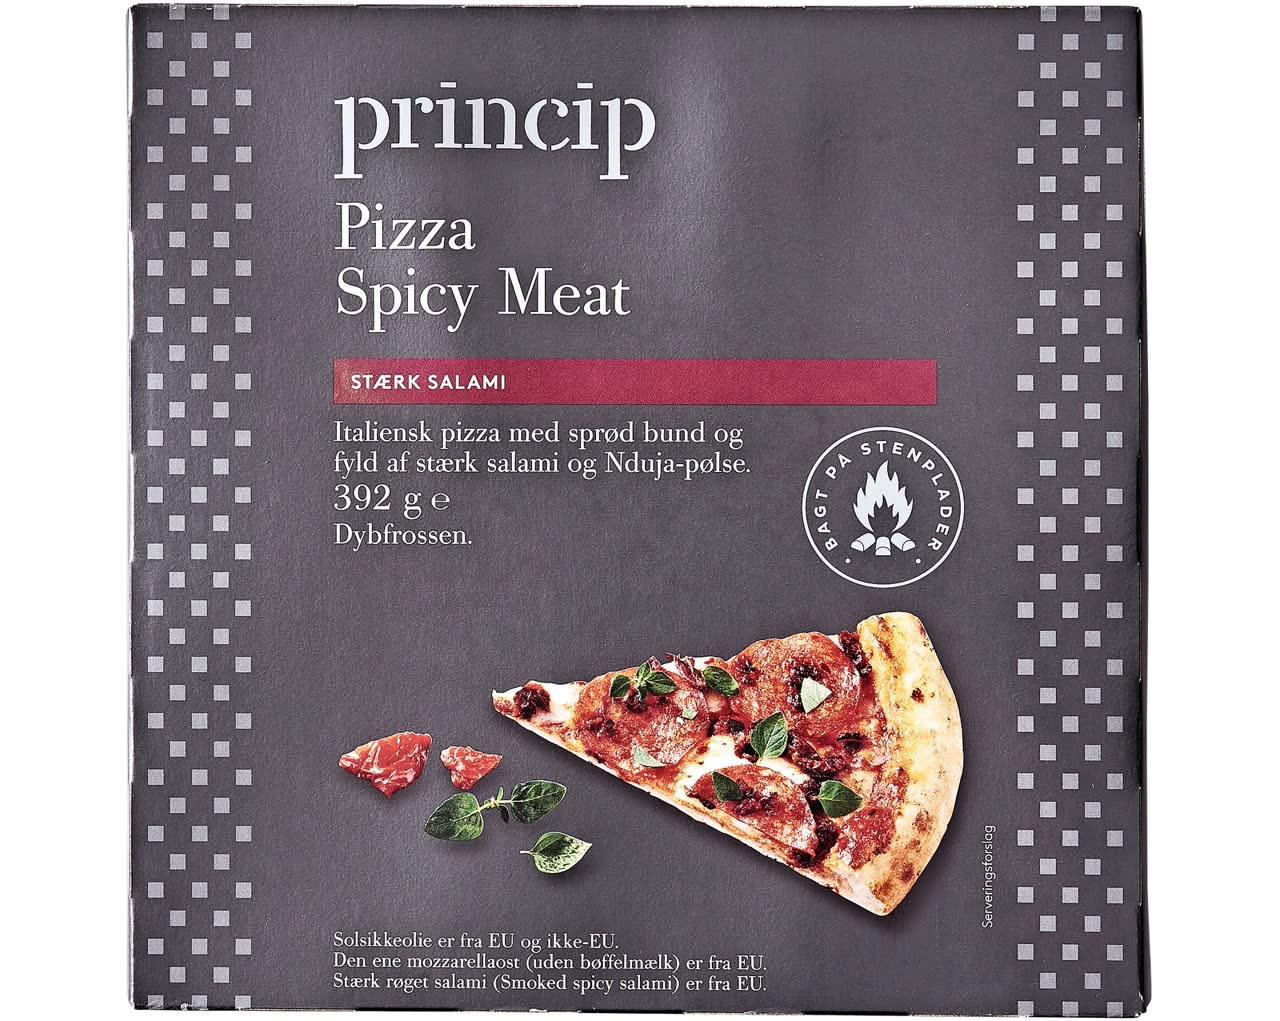 princip
Pizza
Spicy Meat
STÆRK SALAMI
Italiensk pizza med sprød bund og
fyld af stærk salami og Nduja-pølse.
392 g ℮
Dybfrossen.
• BAGT PÅ STENPLADER •
Serveringsforslag
Solsikkeolie er fra EU og ikke-EU.
Den ene mozzarellaost (uden bøffelmælk) er fra EU.
Stærk røget salami (Smoked spicy salami) er fra EU.